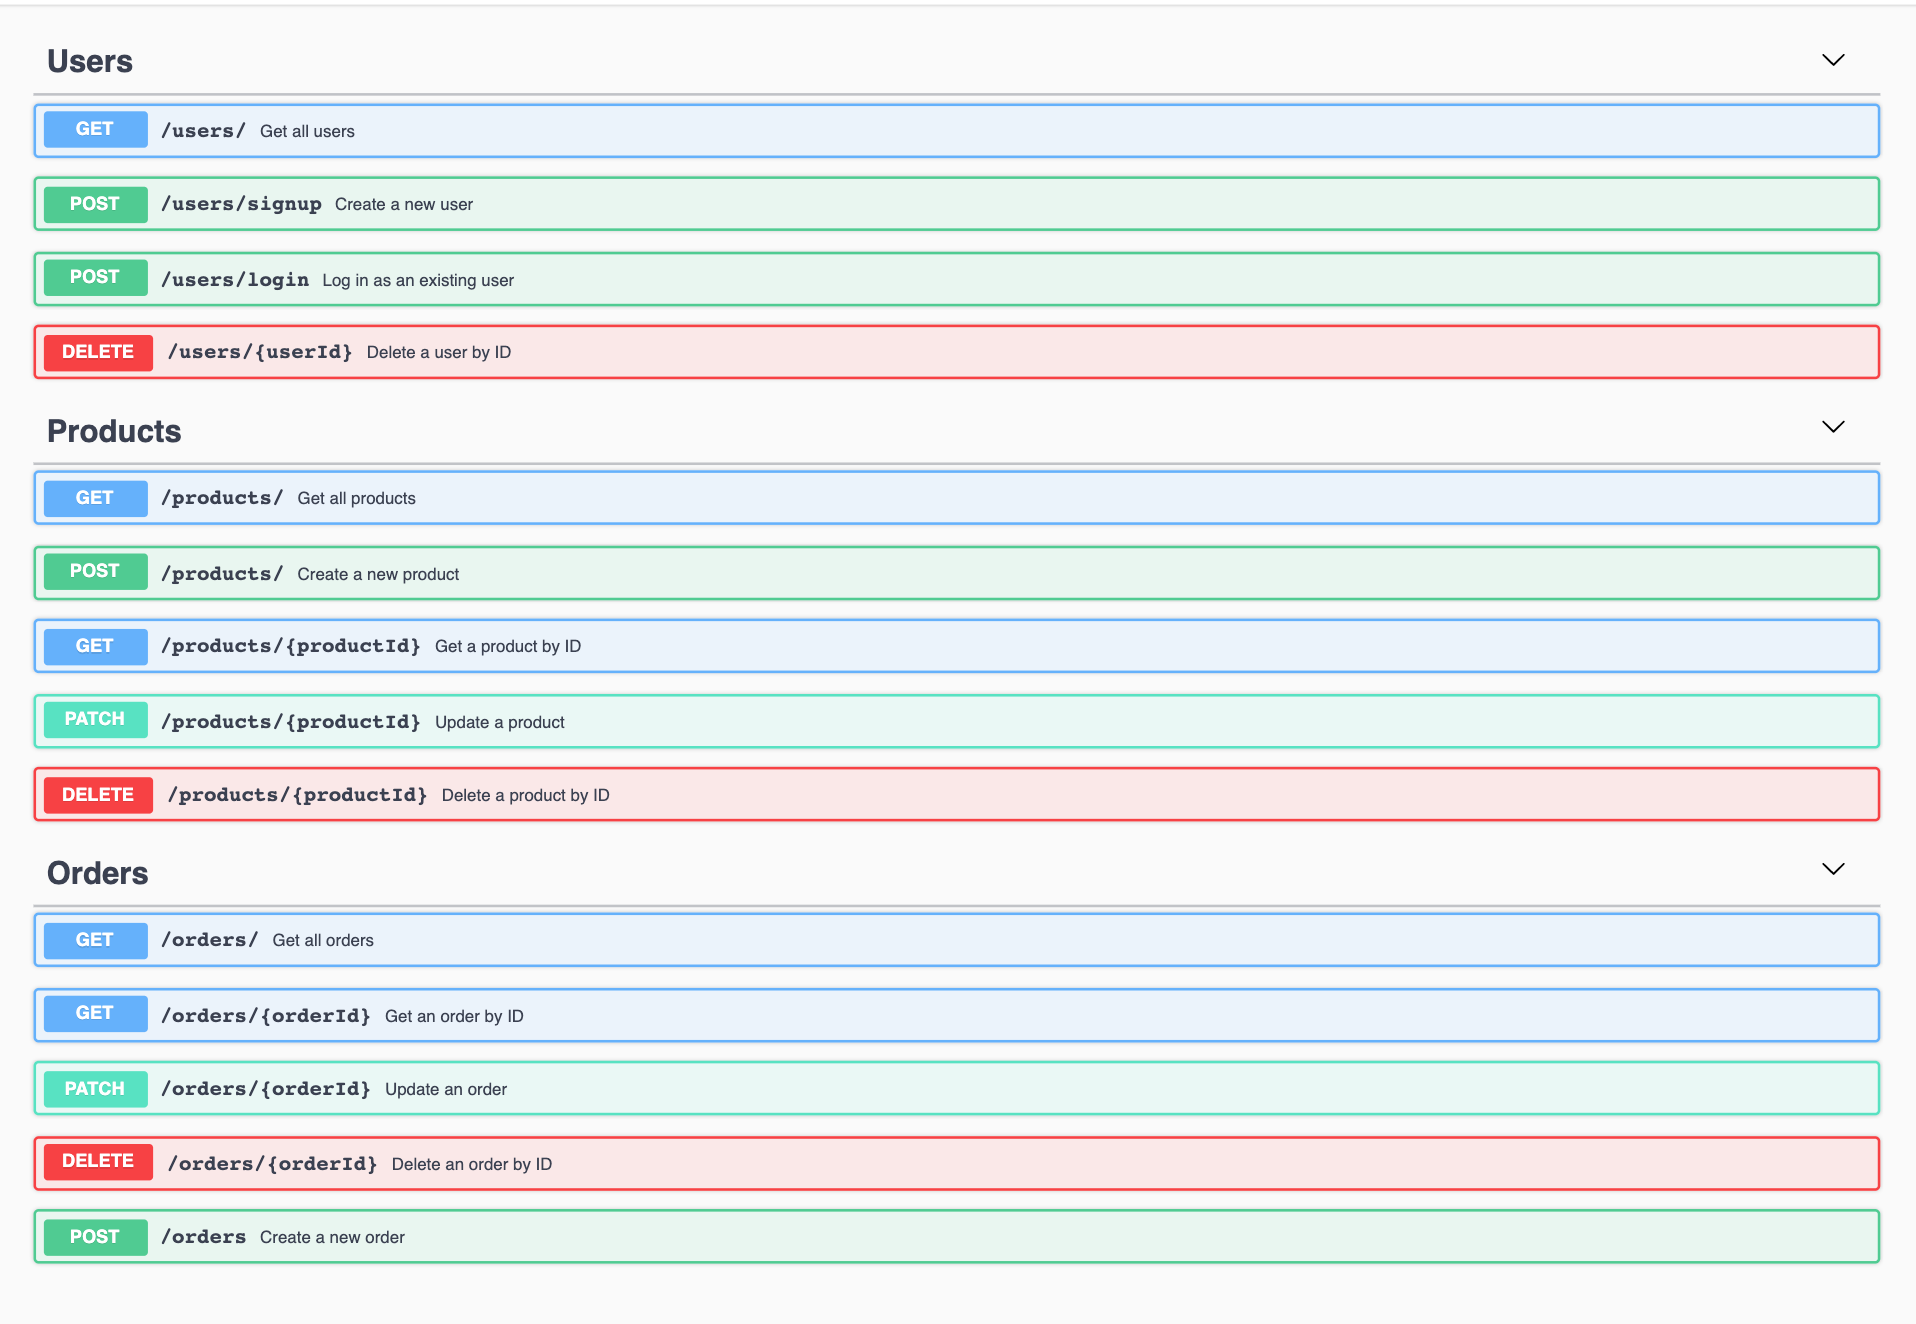 Users
GET /users/ Get all users
POST /users/signup Create a new user
POST /users/login Log in as an existing user
DELETE /users/{userId} Delete a user by ID
Products
GET /products/ Get all products
POST /products/ Create a new product
GET /products/{productId} Get a product by ID
PATCH /products/{productId} Update a product
DELETE /products/{productId} Delete a product by ID
Orders
GET /orders/ Get all orders
GET /orders/{orderId} Get an order by ID
PATCH /orders/{orderId} Update an order
DELETE /orders/{orderId} Delete an order by ID
POST /orders Create a new order